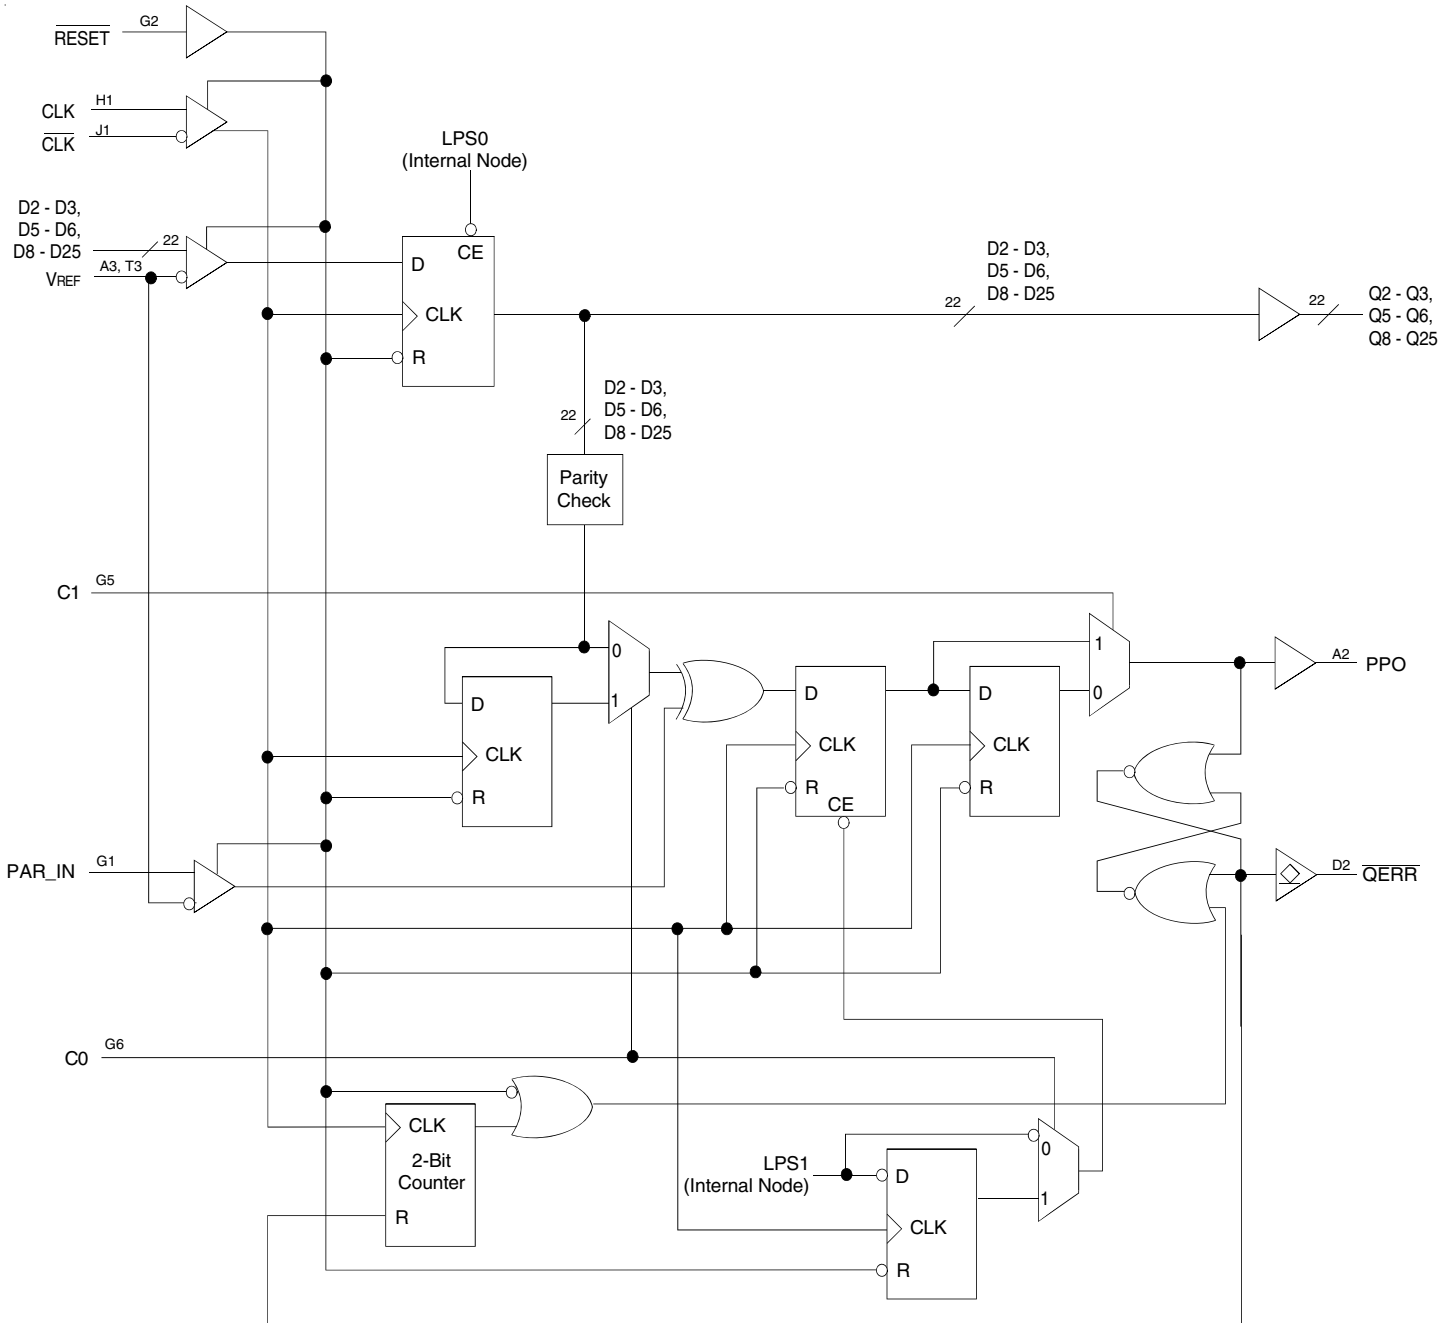 RESET
G2
CLK
H1
CLK
J1
LPS0
(Internal Node)
D2 - D3,
D5 - D6,
D8 - D25
22
VREF
A3, T3
D
CE
CLK
R
D2 - D3,
D5 - D6,
D8 - D25
22
22
Q2 - Q3,
Q5 - Q6,
Q8 - Q25
22
D2 - D3,
D5 - D6,
D8 - D25
Parity
Check
C1
G5
0
1
D
CLK
R
D
CLK
R
CE
D
CLK
R
1
0
A2
PPO
PAR_IN
G1
D2
QERR
C0
G6
CLK
2-Bit
Counter
R
LPS1
(Internal Node)
D
CLK
R
0
1